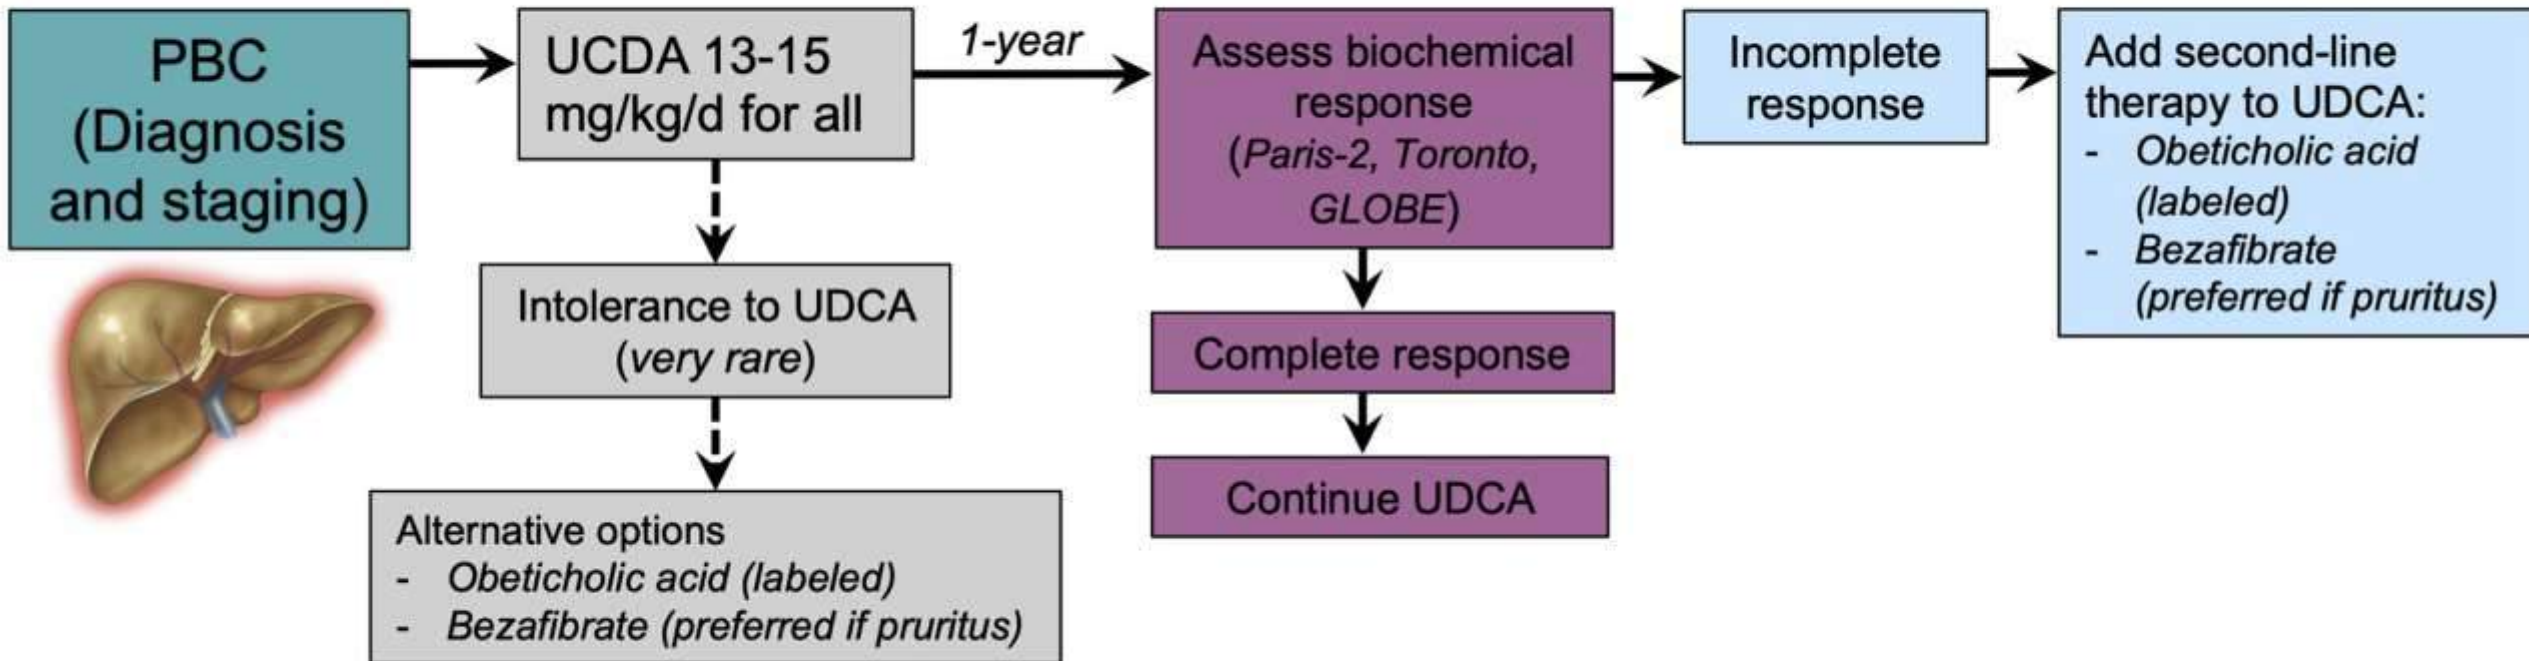 PBC
(Diagnosis
and staging)
UCDA 13-15
mg/kg/d for all
1-year
Assess biochemical
response
(Paris-2, Toronto,
GLOBE)
Incomplete
response
Add second-line
therapy to UDCA:
- Obeticholic acid
(labeled)
- Bezafibrate
(preferred if pruritus)
Intolerance to UDCA
(very rare)
Complete response
Continue UDCA
Alternative options
- Obeticholic acid (labeled)
- Bezafibrate (preferred if pruritus)